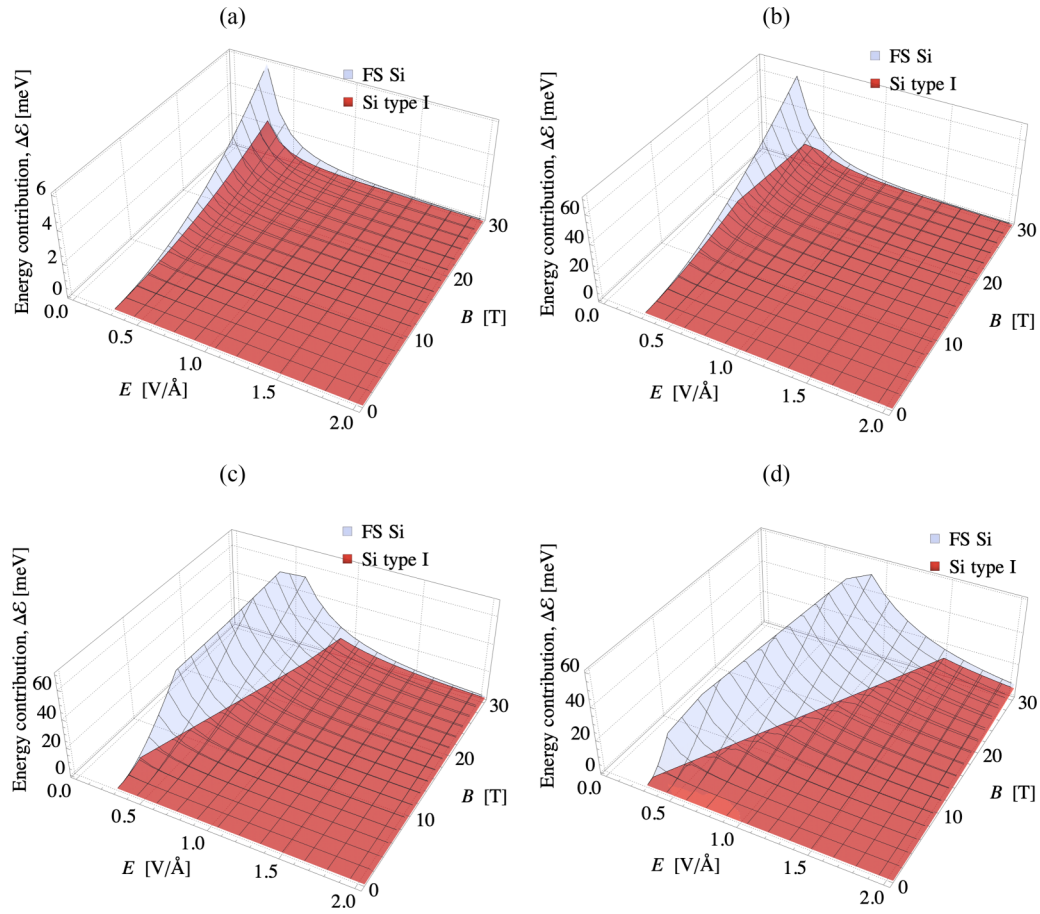 (a)
FS Si
Si type I
Energy contribution, Δℰ [meV]
6
4
2
0
0.0
0.5
1.0
1.5
2.0
E [V/Å]
0
10
20
30
B [T]
(b)
FS Si
Si type I
Energy contribution, Δℰ [meV]
60
40
20
0
0.0
0.5
1.0
1.5
2.0
E [V/Å]
0
10
20
30
B [T]
(c)
FS Si
Si type I
Energy contribution, Δℰ [meV]
60
40
20
0
0.0
0.5
1.0
1.5
2.0
E [V/Å]
0
10
20
30
B [T]
(d)
FS Si
Si type I
Energy contribution, Δℰ [meV]
60
40
20
0
0.0
0.5
1.0
1.5
2.0
E [V/Å]
0
10
20
30
B [T]